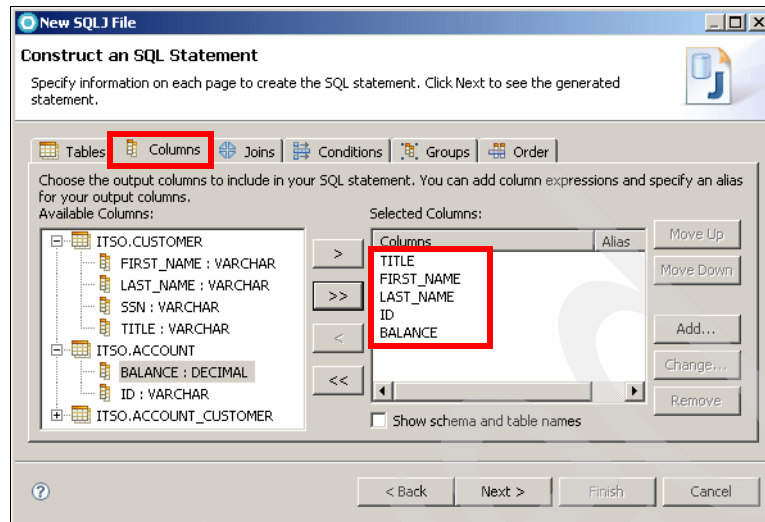 New SQLJ File
Construct an SQL Statement
Specify information on each page to create the SQL statement. Click Next to see the generated
statement.
Tables Columns Joins Conditions Groups Order
Choose the output columns to include in your SQL statement. You can add column expressions and specify an alias
for your output columns.
Available Columns:
ITSO.CUSTOMER
FIRST_NAME : VARCHAR
LAST_NAME : VARCHAR
SSN : VARCHAR
TITLE : VARCHAR
ITSO.ACCOUNT
BALANCE : DECIMAL
ID : VARCHAR
ITSO.ACCOUNT_CUSTOMER
>
>>
<
<<
Selected Columns:
Columns Alias
TITLE
FIRST_NAME
LAST_NAME
ID
BALANCE
Show schema and table names
Move Up
Move Down
Add...
Change...
Remove
?
< Back Next > Finish Cancel